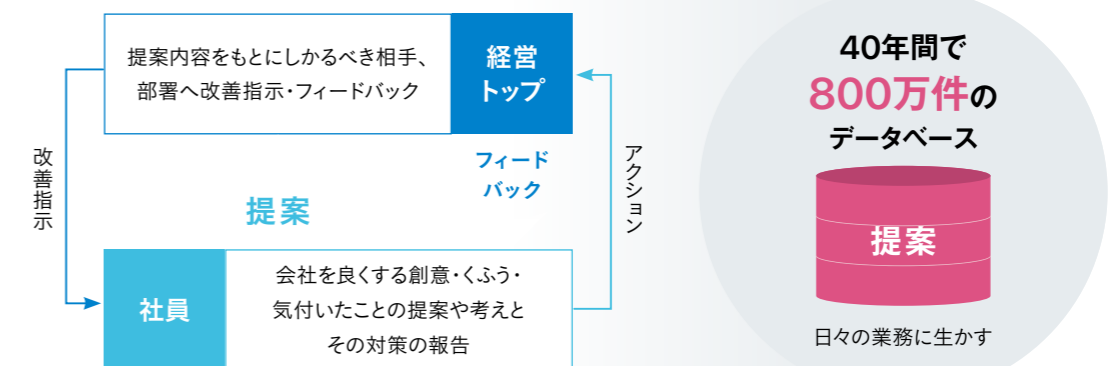 提案内容をもとにしかるべき相手、
部署へ改善指示・フィードバック
経営
トップ
フィード
バック
改善指示
アクション
提案
社員
会社を良くする創意・くふう・
気付いたことの提案や考えと
その対策の報告
40年間で
800万件の
データベース
提案
日々の業務に生かす